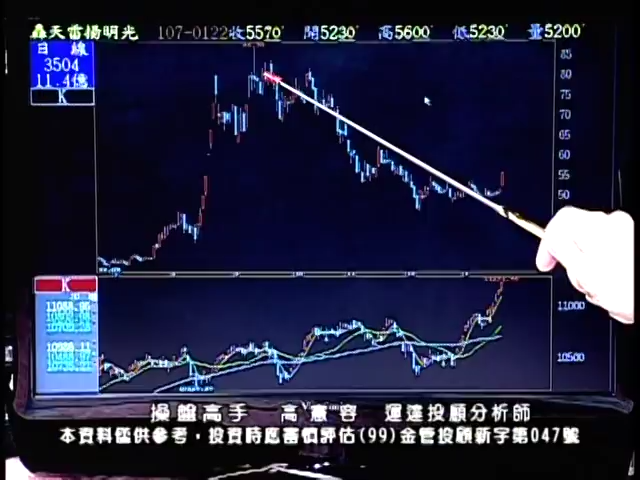 轟天雷揚明光 107-0122收5570' 開5230' 高5600' 低5230' 量5200'
日 線
3504
11.4億
K
85
80
75
70
65
60
55
50
K
11000
10500
操盤高手 高憲容 運達投顧分析師
本資料僅供參考，投資時應審慎評估(99)金管投顧新字第047號